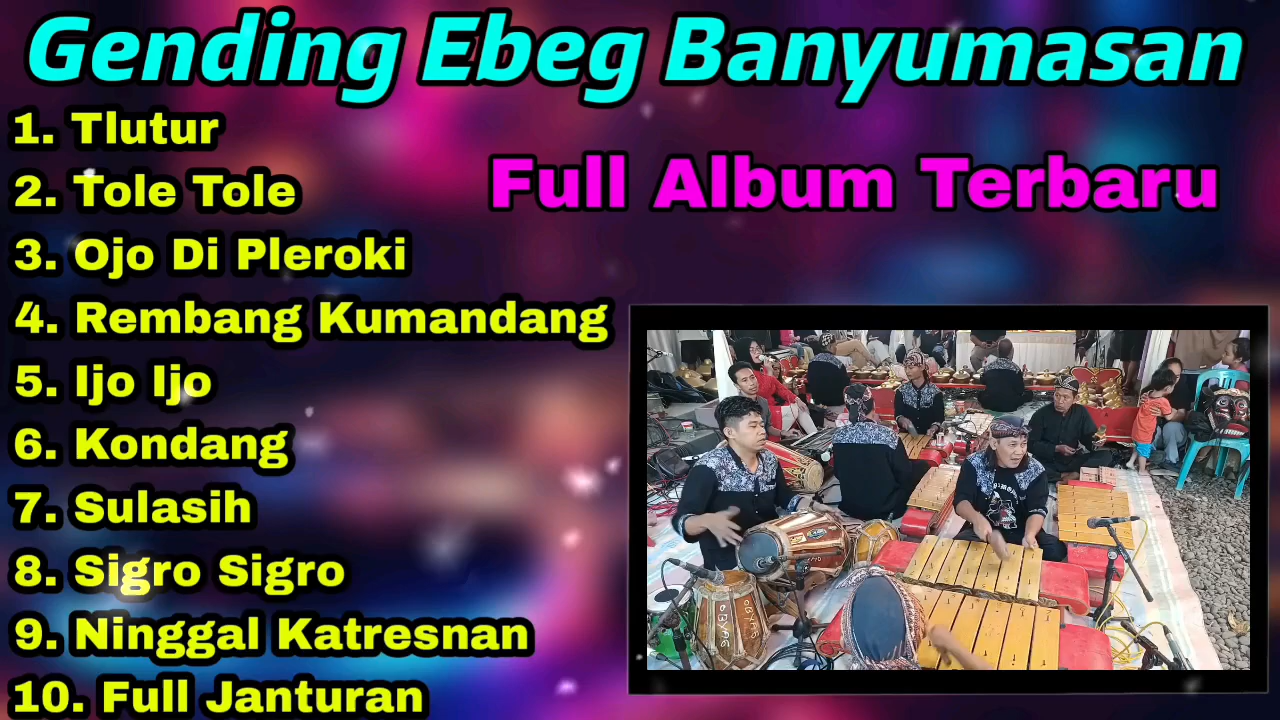 Gending Ebeg Banyumasan
Full Album Terbaru
1. Tlutur
2. Tole Tole
3. Ojo Di Pleroki
4. Rembang Kumandang
5. Ijo Ijo
6. Kondang
7. Sulasih
8. Sigro Sigro
9. Ninggal Katresnan
10. Full Janturan